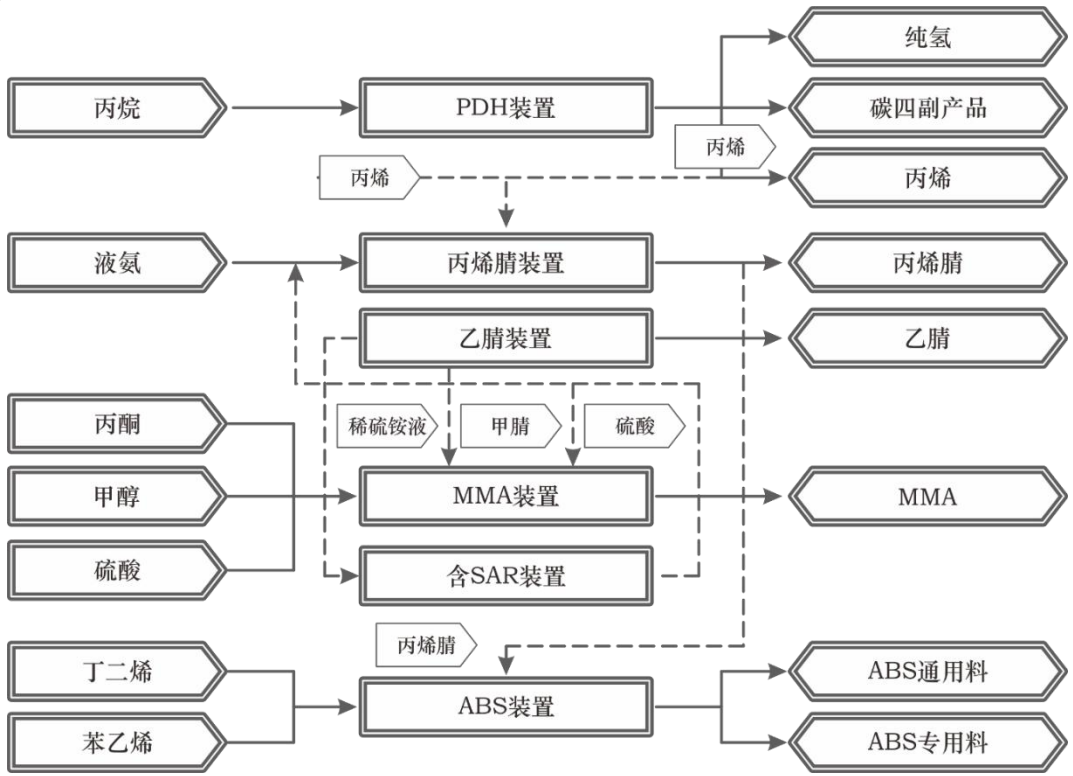 纯氢
丙烷
PDH装置
碳四副产品
丙烯
丙烯
丙烯
液氨
丙烯腈装置
丙烯腈
乙腈装置
乙腈
丙酮
稀硫铵液
甲腈
硫酸
甲醇
MMA装置
MMA
硫酸
含SAR装置
丙烯腈
丁二烯
ABS通用料
ABS装置
苯乙烯
ABS专用料